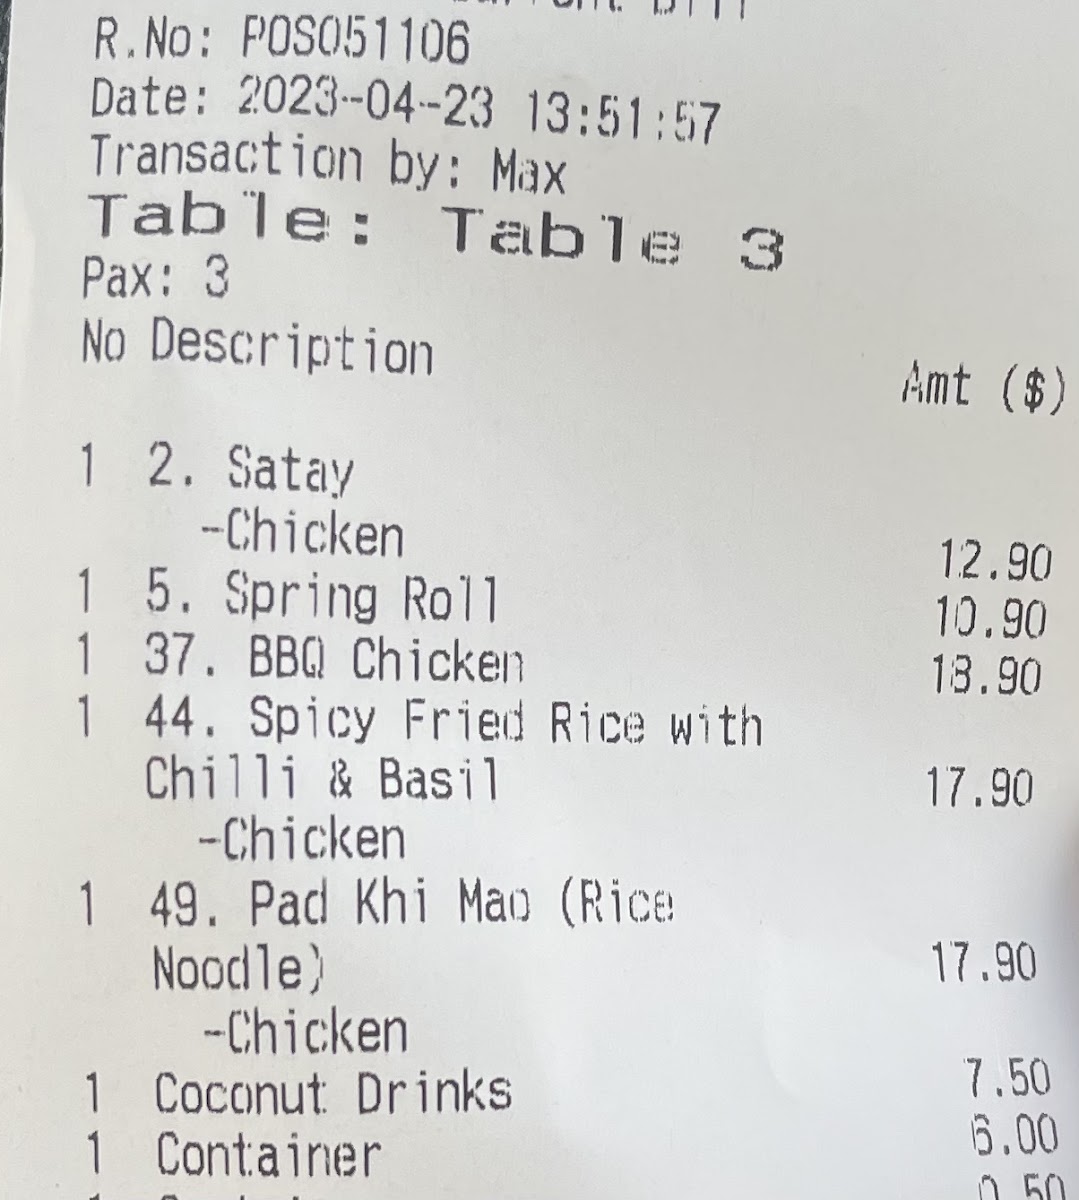 R.No: POS051106
Date: 2023-04-23 13:51:57
Transaction by: Max
Table: Table 3
Pax: 3
No Description Amt ($)
1 2. Satay
-Chicken 12.90
1 5. Spring Roll 10.90
1 37. BBQ Chicken 18.90
1 44. Spicy Fried Rice with
Chilli & Basil 17.90
-Chicken
1 49. Pad Khi Mao (Rice
Noodle) 17.90
-Chicken
1 Coconut Drinks 7.50
1 Container 6.00
0.50